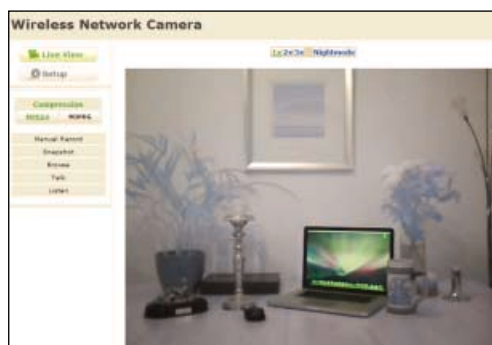 Wireless Network Camera
1x 2x 3x Nightmode
Live View
Setup
Compression
MPEG4 MJPEG
Manual Record
Snapshot
Browse
Talk
Listen